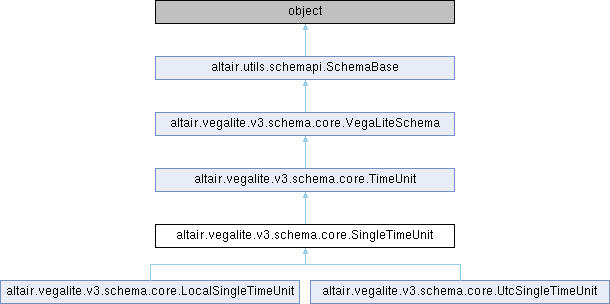 object
altair.utils.schemapi.SchemaBase
altair.vegalite.v3.schema.core.VegaLiteSchema
altair.vegalite.v3.schema.core.TimeUnit
altair.vegalite.v3.schema.core.SingleTimeUnit
altair.vegalite.v3.schema.core.LocalSingleTimeUnit
altair.vegalite.v3.schema.core.UtcSingleTimeUnit